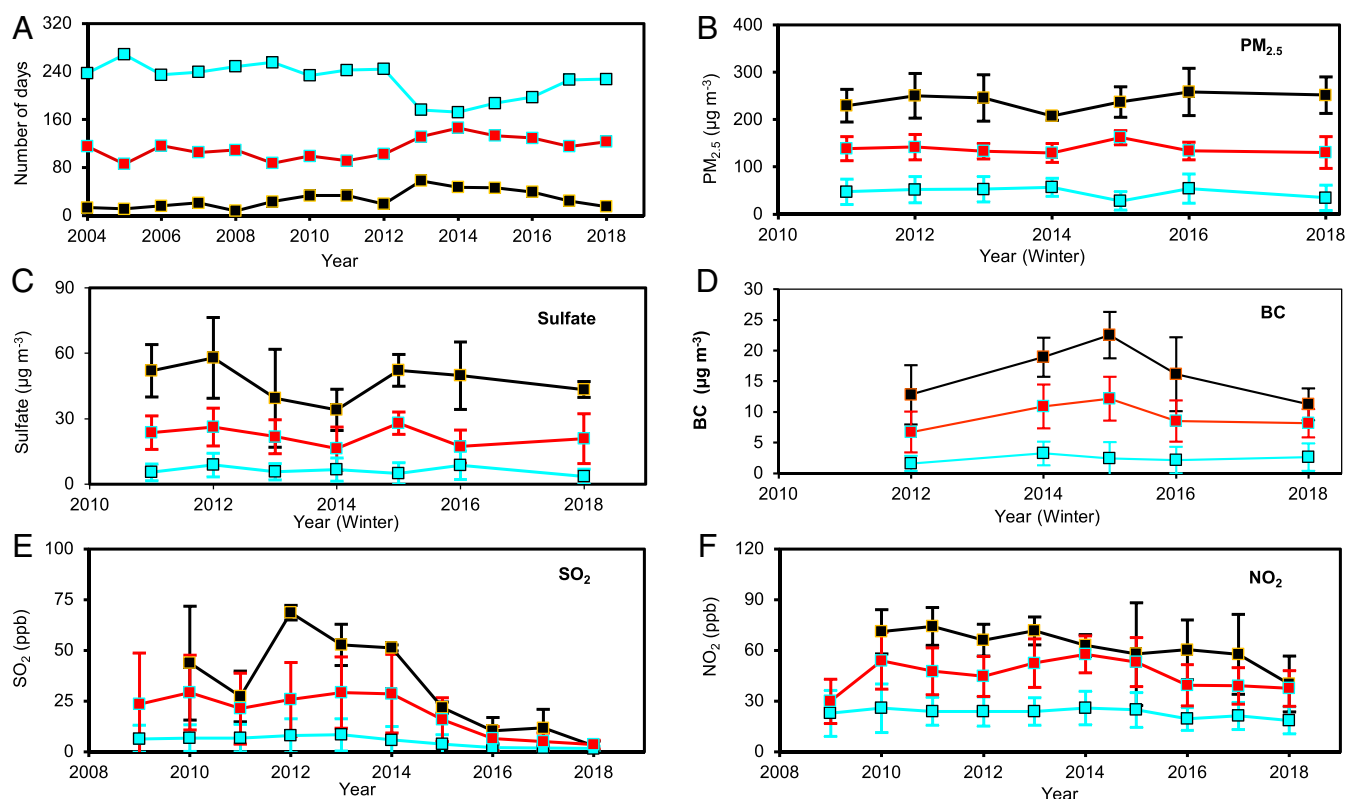 A
320
240
160
80
0
Number of days
2004 2006 2008 2010 2012 2014 2016 2018
Year
B
400
300
200
100
0
PM2.5 (µg m-3)
PM2.5
2010 2012 2014 2016 2018
Year (Winter)
C
90
60
30
0
Sulfate (µg m-3)
Sulfate
2010 2012 2014 2016 2018
Year (Winter)
D
30
25
20
15
10
5
0
BC (µg m-3)
BC
2010 2012 2014 2016 2018
Year (Winter)
E
100
75
50
25
0
SO2 (ppb)
SO2
2008 2010 2012 2014 2016 2018
Year
F
120
90
60
30
0
NO2 (ppb)
NO2
2008 2010 2012 2014 2016 2018
Year